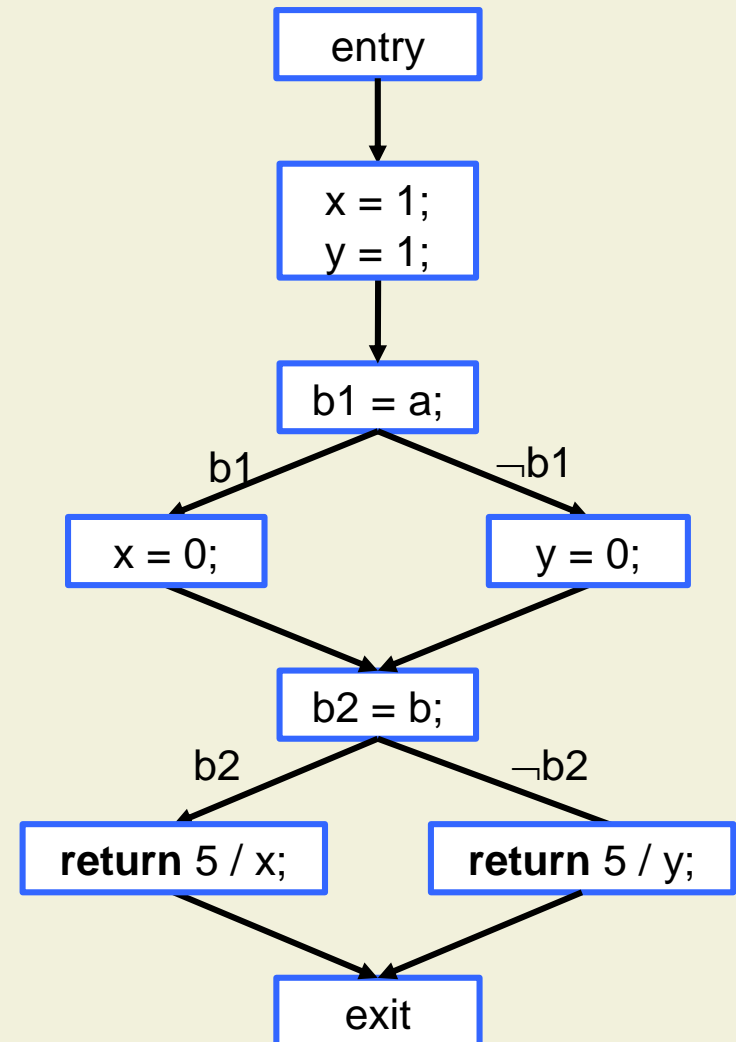 entry
x = 1;
y = 1;
b1 = a;
b1
¬b1
x = 0;
y = 0;
b2 = b;
b2
¬b2
return 5 / x;
return 5 / y;
exit